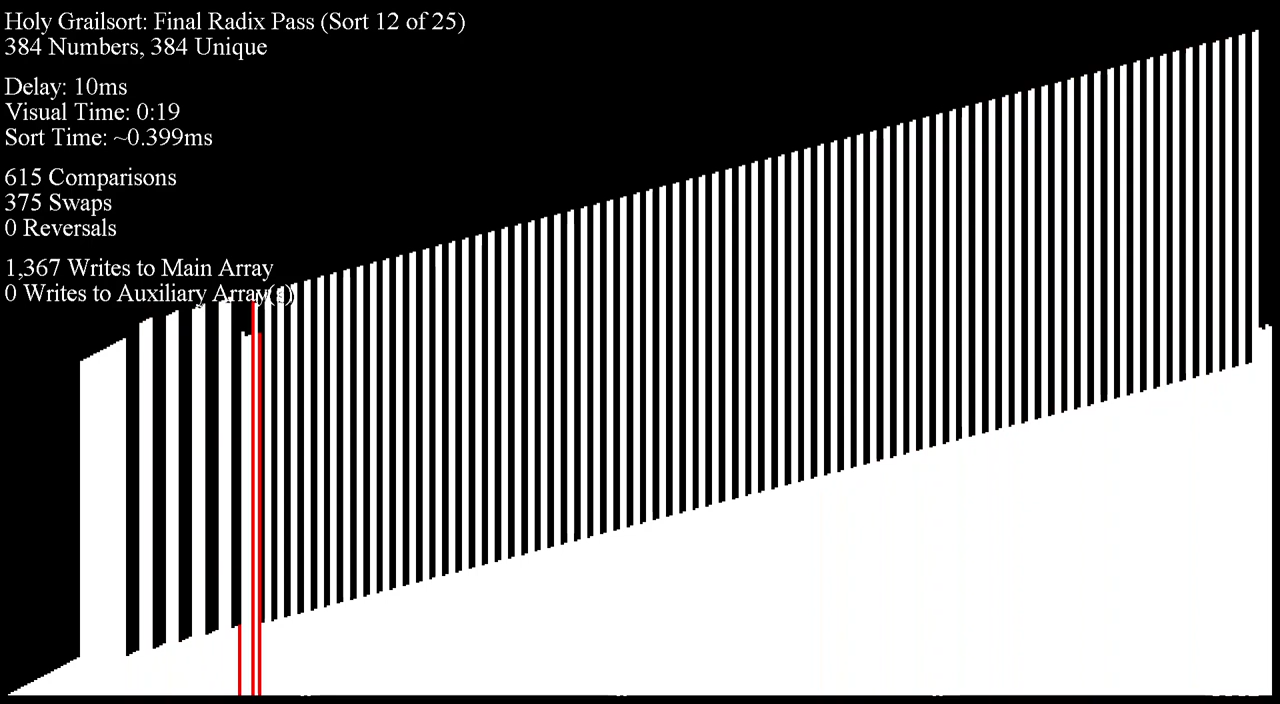 Holy Grailsort: Final Radix Pass (Sort 12 of 25)
384 Numbers, 384 Unique
Delay: 10ms
Visual Time: 0:19
Sort Time: ~0.399ms
615 Comparisons
375 Swaps
0 Reversals
1,367 Writes to Main Array
0 Writes to Auxiliary Array(s)